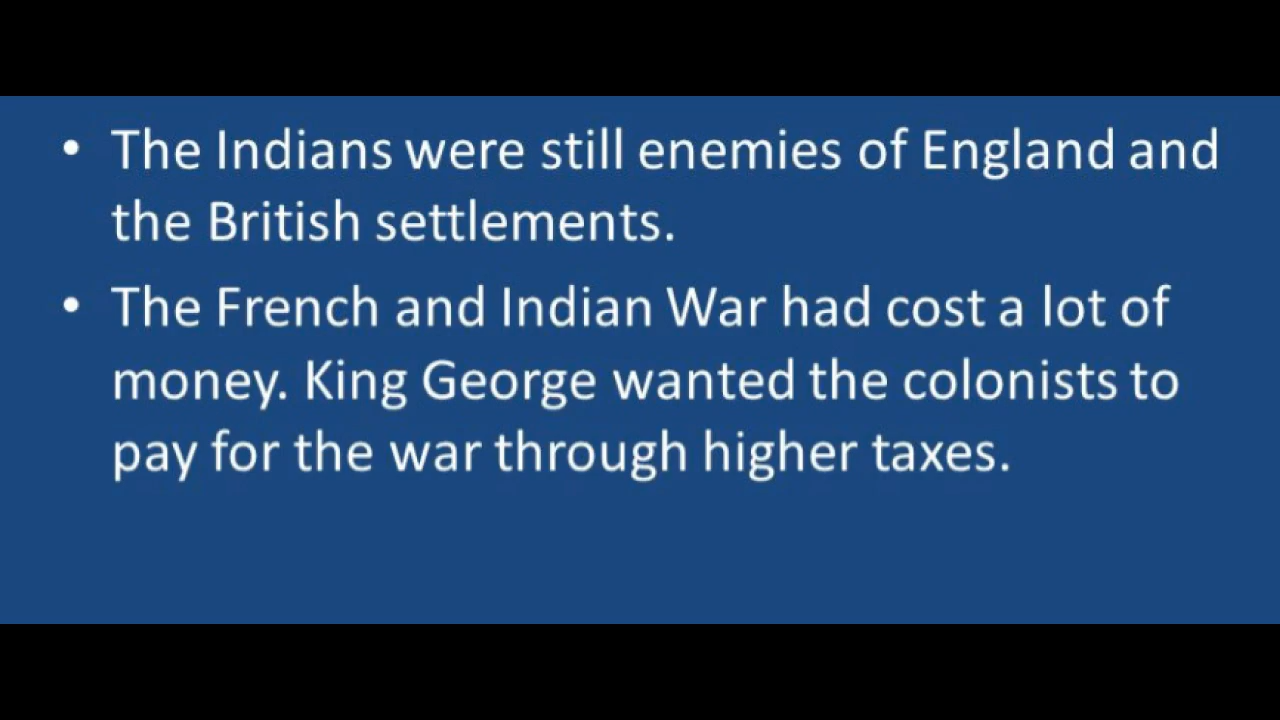 • The Indians were still enemies of England and
the British settlements.
• The French and Indian War had cost a lot of
money. King George wanted the colonists to
pay for the war through higher taxes.